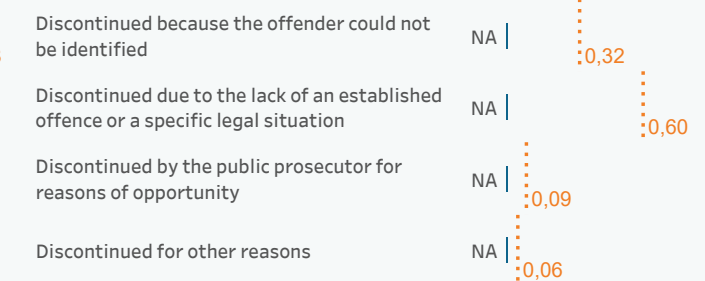 Discontinued because the offender could not
be identified
NA
0,32
Discontinued due to the lack of an established
offence or a specific legal situation
NA
0,60
Discontinued by the public prosecutor for
reasons of opportunity
NA
0,09
Discontinued for other reasons
NA
0,06